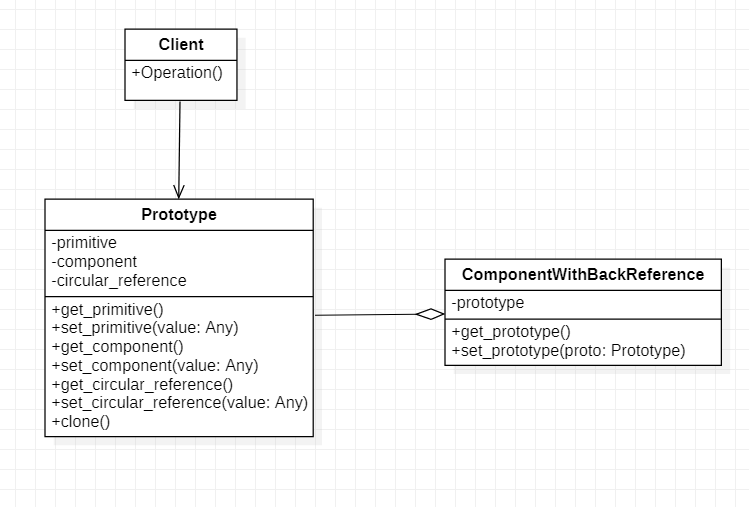 Client
+Operation()
Prototype
-primitive
-component
-circular_reference
+get_primitive()
+set_primitive(value: Any)
+get_component()
+set_component(value: Any)
+get_circular_reference()
+set_circular_reference(value: Any)
+clone()
ComponentWithBackReference
-prototype
+get_prototype()
+set_prototype(proto: Prototype)